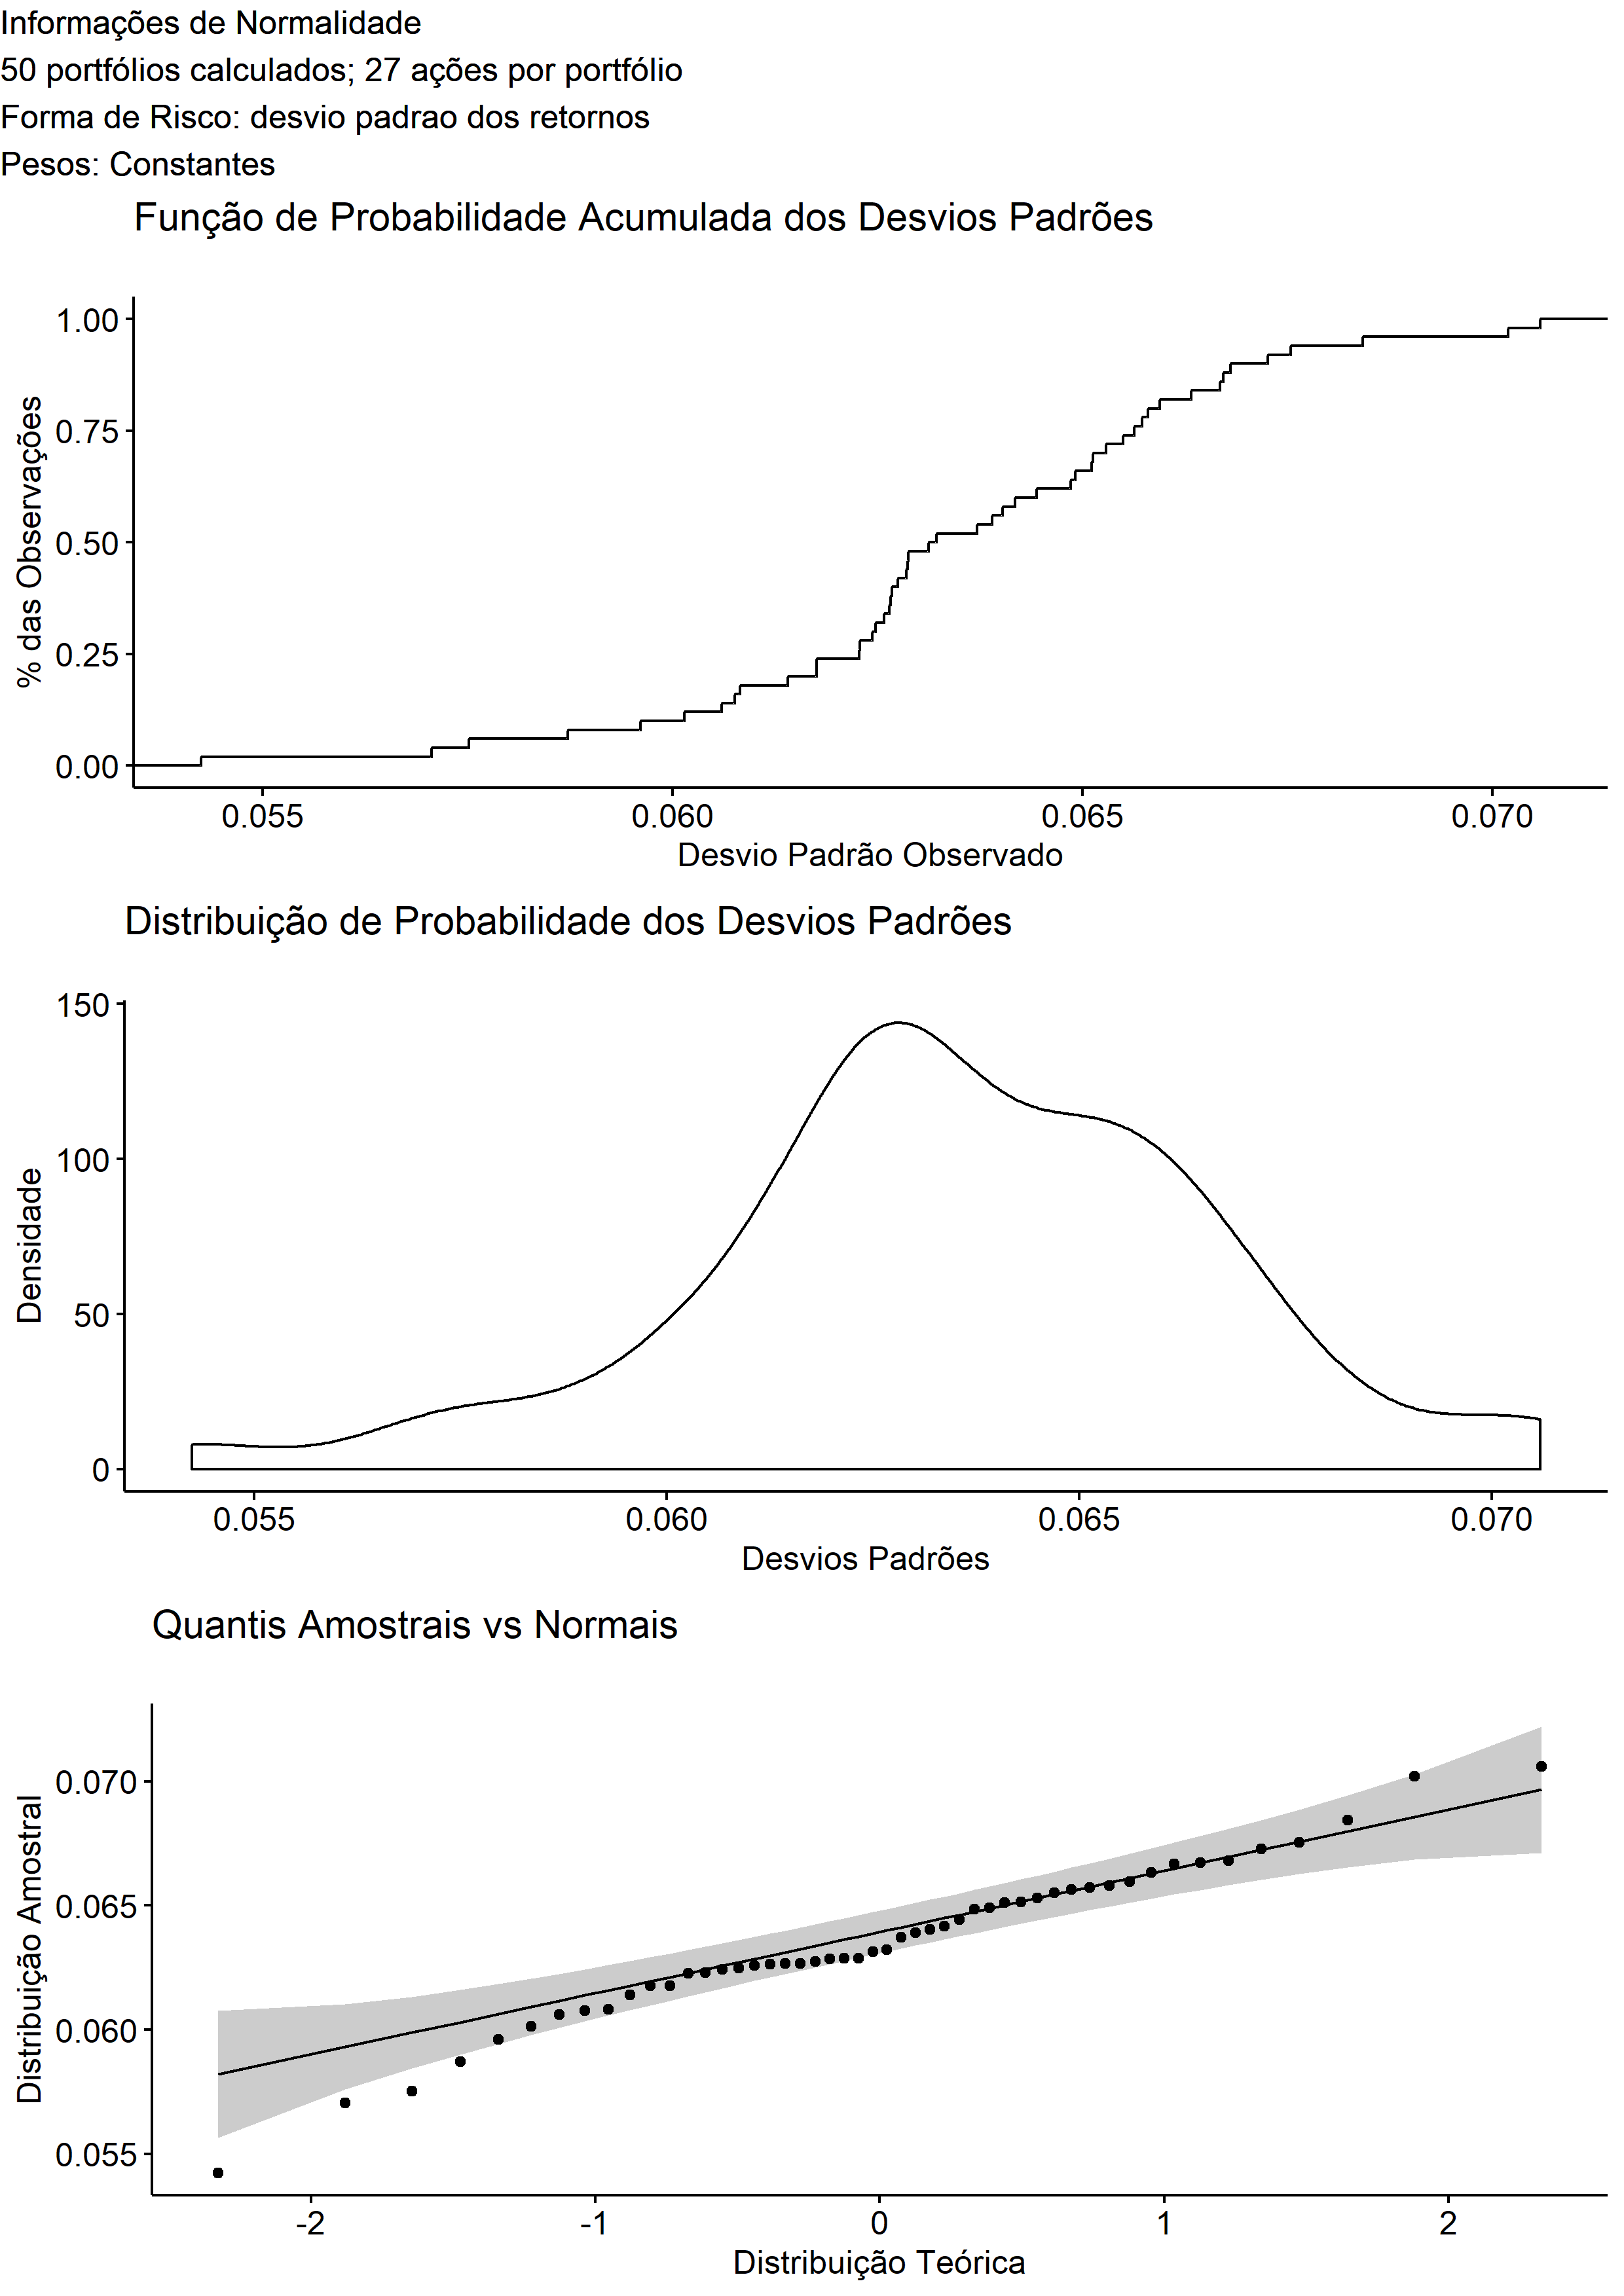 Informações de Normalidade
50 portfólios calculados; 27 ações por portfólio
Forma de Risco: desvio padrao dos retornos
Pesos: Constantes
Função de Probabilidade Acumulada dos Desvios Padrões
% das Observações
1.00
0.75
0.50
0.25
0.00
0.055 0.060 0.065 0.070
Desvio Padrão Observado
Distribuição de Probabilidade dos Desvios Padrões
Densidade
150
100
50
0
0.055 0.060 0.065 0.070
Desvios Padrões
Quantis Amostrais vs Normais
Distribuição Amostral
0.070
0.065
0.060
0.055
-2 -1 0 1 2
Distribuição Teórica